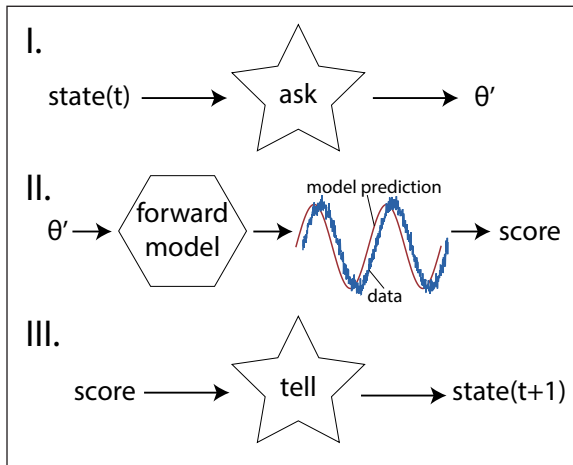 I.
state(t) ask θ′
II.
model prediction
θ′ forward model score
data
III.
score tell state(t+1)